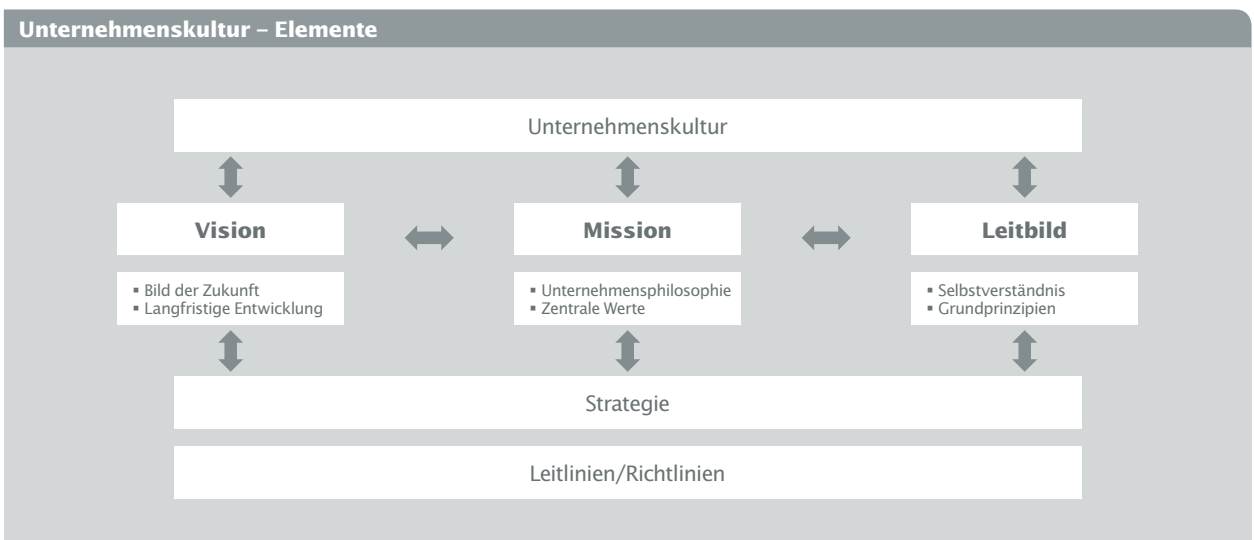 Unternehmenskultur – Elemente
Unternehmenskultur
Vision
Mission
Leitbild
▪ Bild der Zukunft
▪ Langfristige Entwicklung
▪ Unternehmensphilosophie
▪ Zentrale Werte
▪ Selbstverständnis
▪ Grundprinzipien
Strategie
Leitlinien/Richtlinien